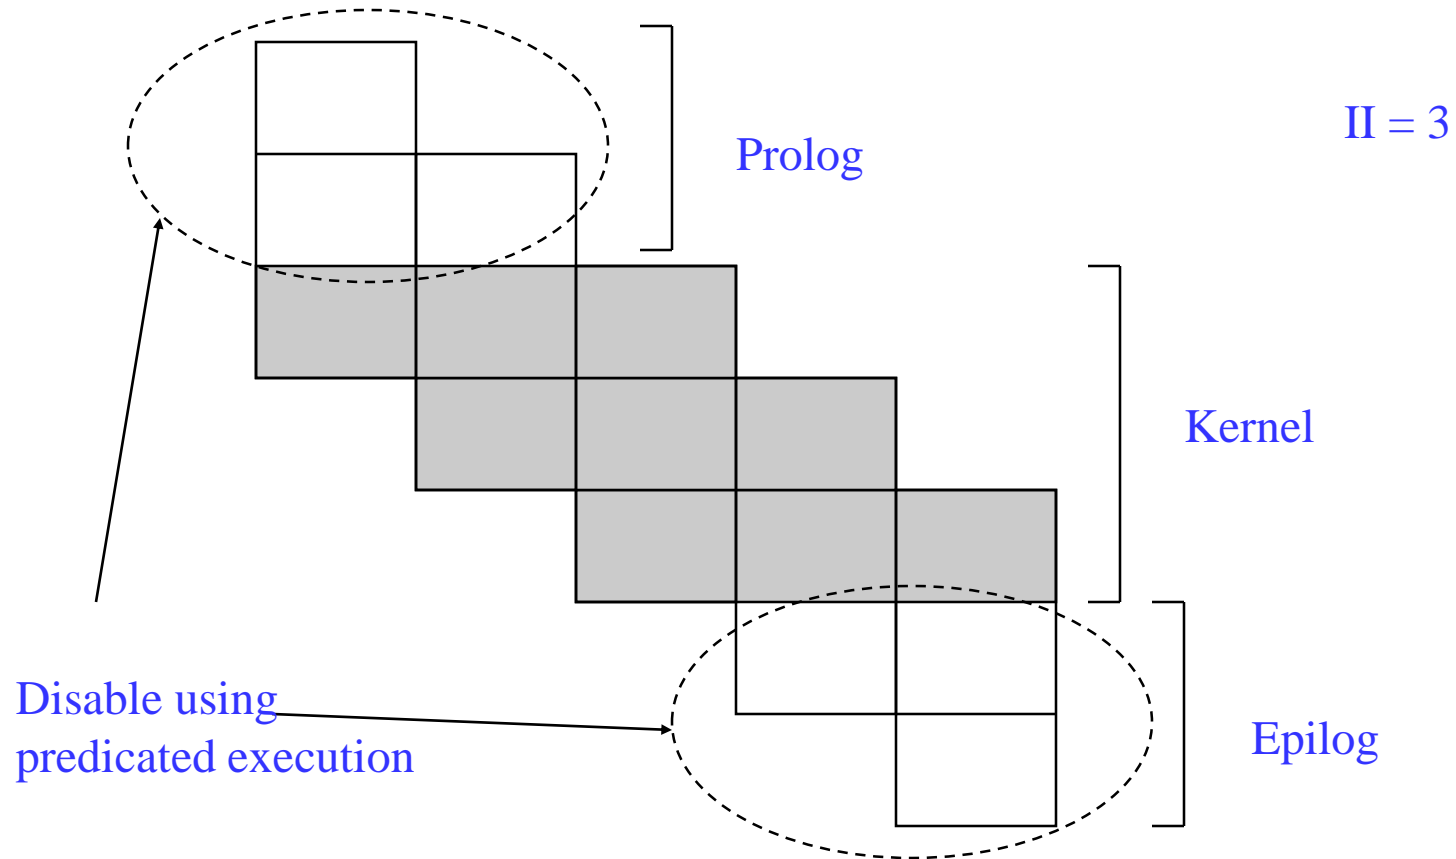 II = 3
Prolog
Kernel
Disable using
predicated execution
Epilog